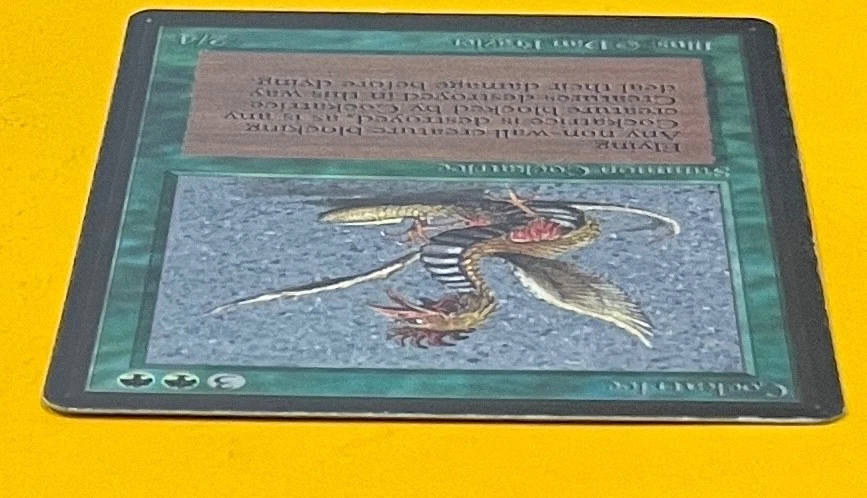 Cockatrice
3
Summon Cockatrice
Flying
Any non-wall creature blocking
Cockatrice is destroyed, as is any
creature blocked by Cockatrice.
Creatures destroyed in this way
deal their damage before dying.
Illus. © Dan Frazier
2/4